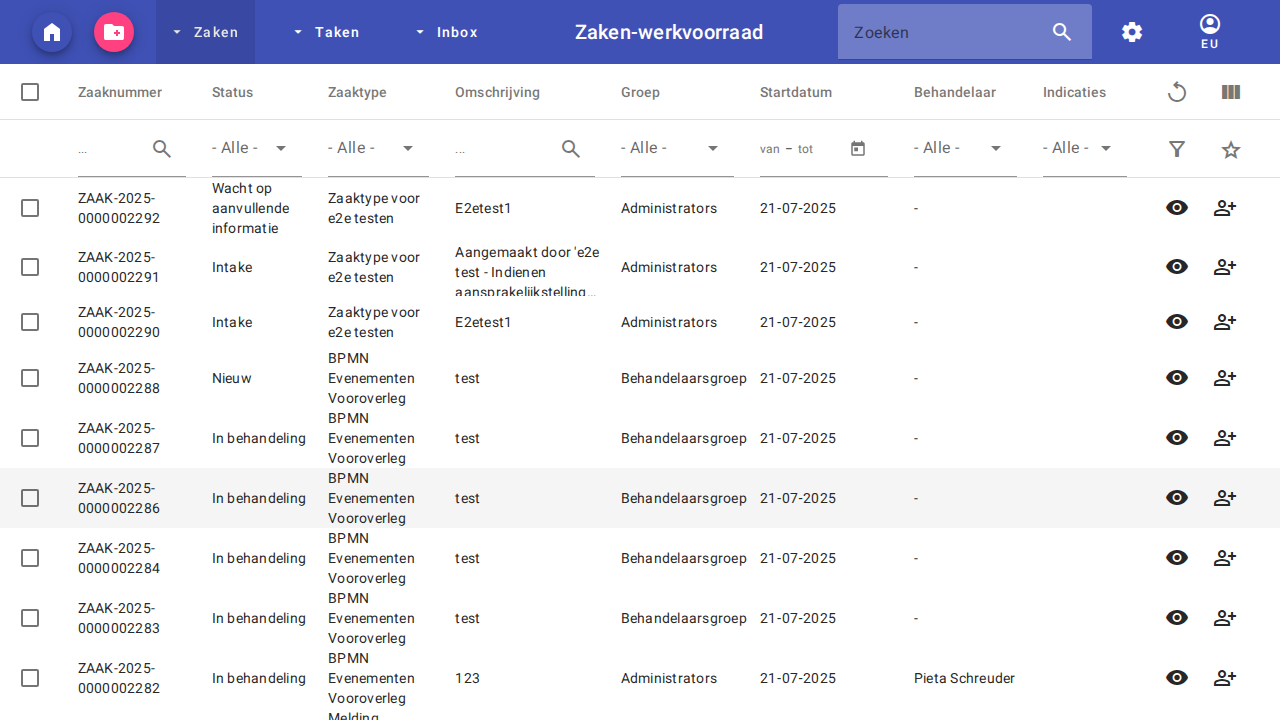 Zaken
Taken
Inbox
Zaken-werkvoorraad
Zoeken
EU
Zaaknummer
Status
Zaaktype
Omschrijving
Groep
Startdatum
Behandelaar
Indicaties
...
- Alle -
- Alle -
...
- Alle -
van – tot
- Alle -
- Alle -
ZAAK-2025-
0000002292
Wacht op
aanvullende
informatie
Zaaktype voor
e2e testen
E2etest1
Administrators
21-07-2025
-
ZAAK-2025-
0000002291
Intake
Zaaktype voor
e2e testen
Aangemaakt door 'e2e
test - Indienen
aansprakelijkstelling...
Administrators
21-07-2025
-
ZAAK-2025-
0000002290
Intake
Zaaktype voor
e2e testen
E2etest1
Administrators
21-07-2025
-
ZAAK-2025-
0000002288
Nieuw
BPMN
Evenementen
Vooroverleg
test
Behandelaarsgroep
21-07-2025
-
ZAAK-2025-
0000002287
In behandeling
BPMN
Evenementen
Vooroverleg
test
Behandelaarsgroep
21-07-2025
-
ZAAK-2025-
0000002286
In behandeling
BPMN
Evenementen
Vooroverleg
test
Behandelaarsgroep
21-07-2025
-
ZAAK-2025-
0000002284
In behandeling
BPMN
Evenementen
Vooroverleg
test
Behandelaarsgroep
21-07-2025
-
ZAAK-2025-
0000002283
In behandeling
BPMN
Evenementen
Vooroverleg
test
Behandelaarsgroep
21-07-2025
-
ZAAK-2025-
0000002282
In behandeling
BPMN
Evenementen
Vooroverleg
Melding
123
Administrators
21-07-2025
Pieta Schreuder